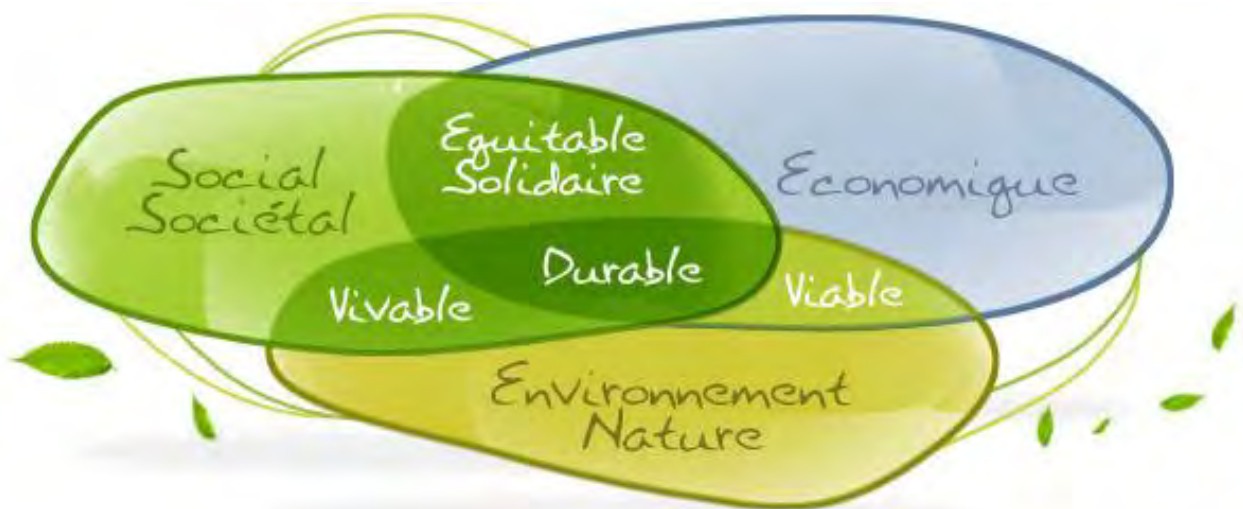 Equitable
Solidaire
Social
Sociétal
Economique
Durable
Vivable
Viable
Environnement
Nature